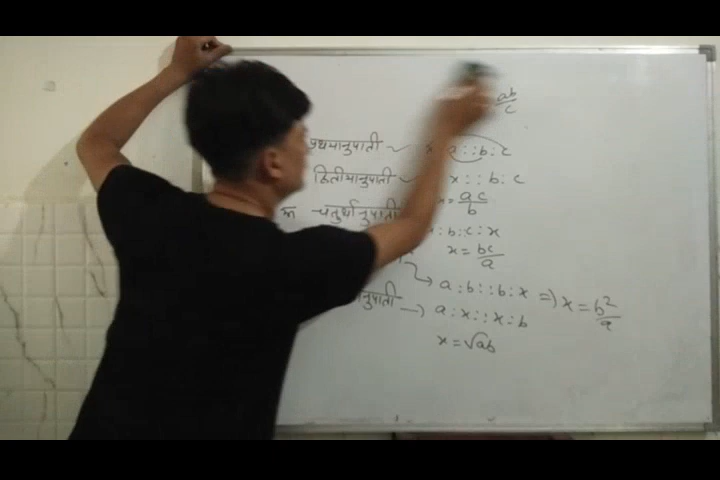 ab/c
प्रथमानुपाती ✓ x : a :: b : c
द्वितीयानुपाती ✓ x :: b : c
x = ac/b
चतुर्थानुपाती : b : c : x
x = bc/a
→ a : b :: b : x ⇒ x = b²/a
→ a : x :: x : b
x = √ab